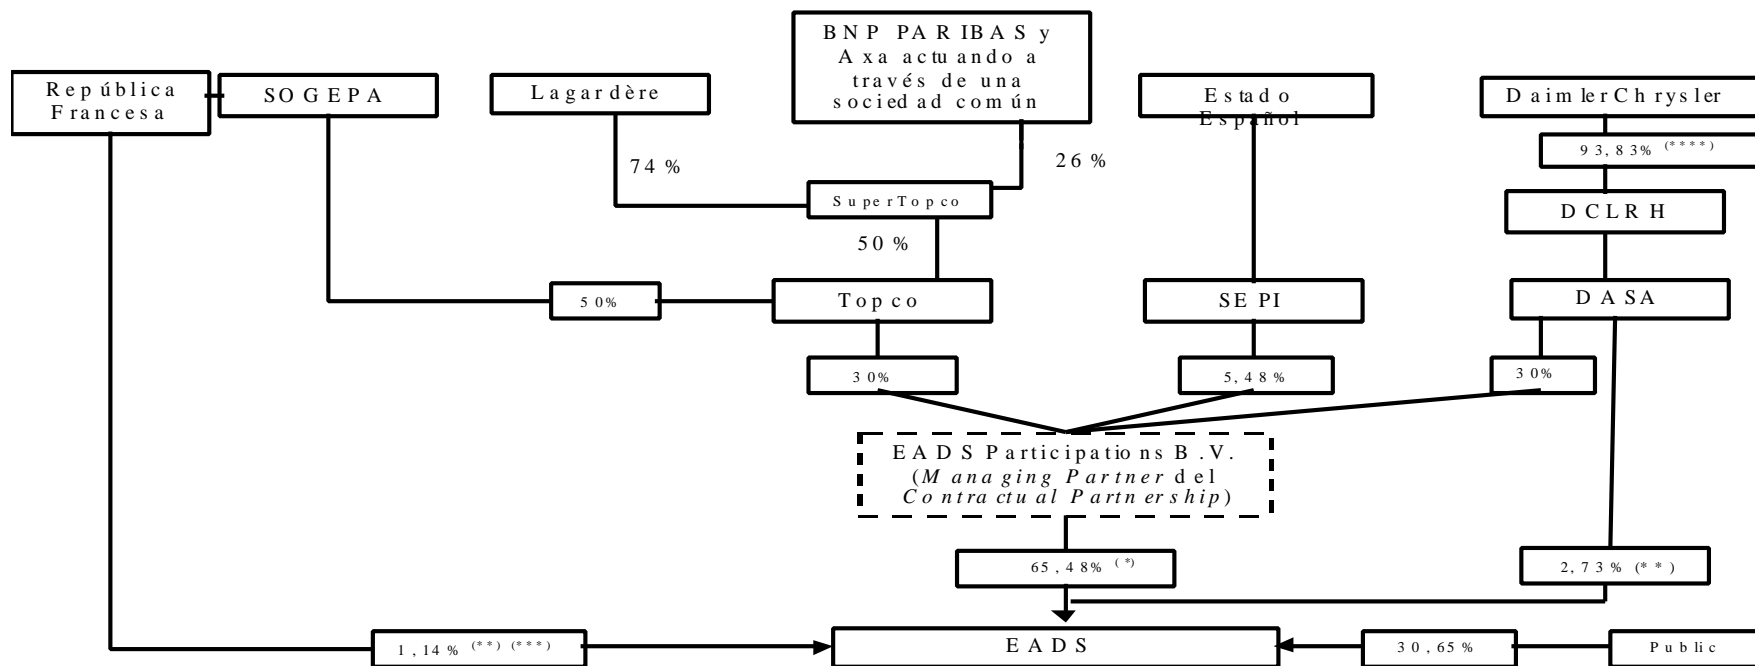 BNP PARIBAS y
Axa actuando a
través de una
sociedad común
República
Francesa
SOGEPA
Lagardère
Estado
Español
DaimlerChrysler
93,83% (****)
74%
26%
SuperTopco
DCLRH
50%
50%
Topco
SEPI
DASA
30%
5,48%
30%
EADS Participations B.V.
(Managing Partner del
Contractual Partnership)
65,48% (*)
2,73% (**)
1,14% (**) (***)
EADS
30,65%
Public